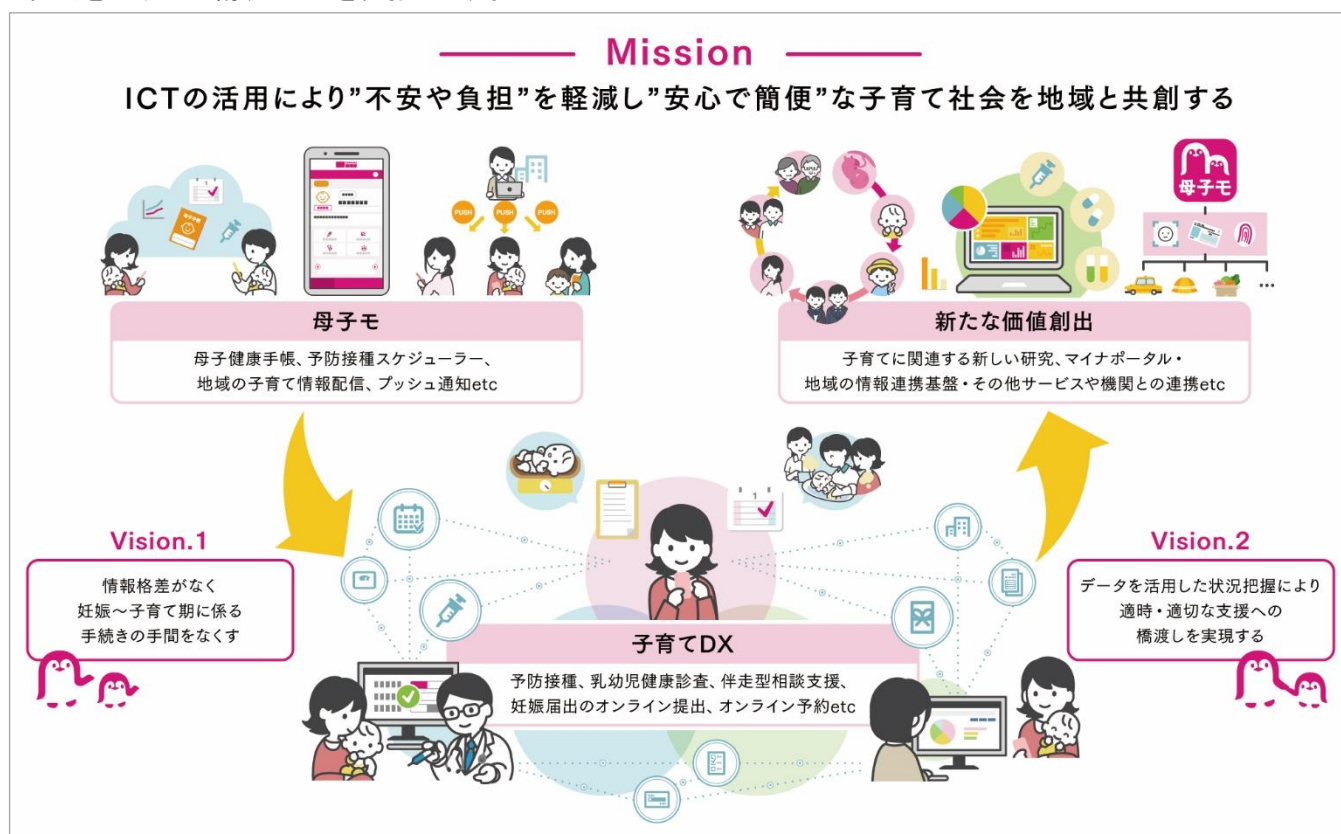 Mission
ICTの活用により”不安や負担”を軽減し”安心で簡便”な子育て社会を地域と共創する
PUSH
PUSH
PUSH
母子モ
母子モ
母子健康手帳、予防接種スケジューラー、
地域の子育て情報配信、プッシュ通知etc
新たな価値創出
子育てに関連する新しい研究、マイナポータル・
地域の情報連携基盤・その他サービスや機関との連携etc
Vision.1
情報格差がなく
妊娠～子育て期に係る
手続きの手間をなくす
Vision.2
データを活用した状況把握により
適時・適切な支援への
橋渡しを実現する
子育てDX
予防接種、乳幼児健康診査、伴走型相談支援、
妊娠届出のオンライン提出、オンライン予約etc